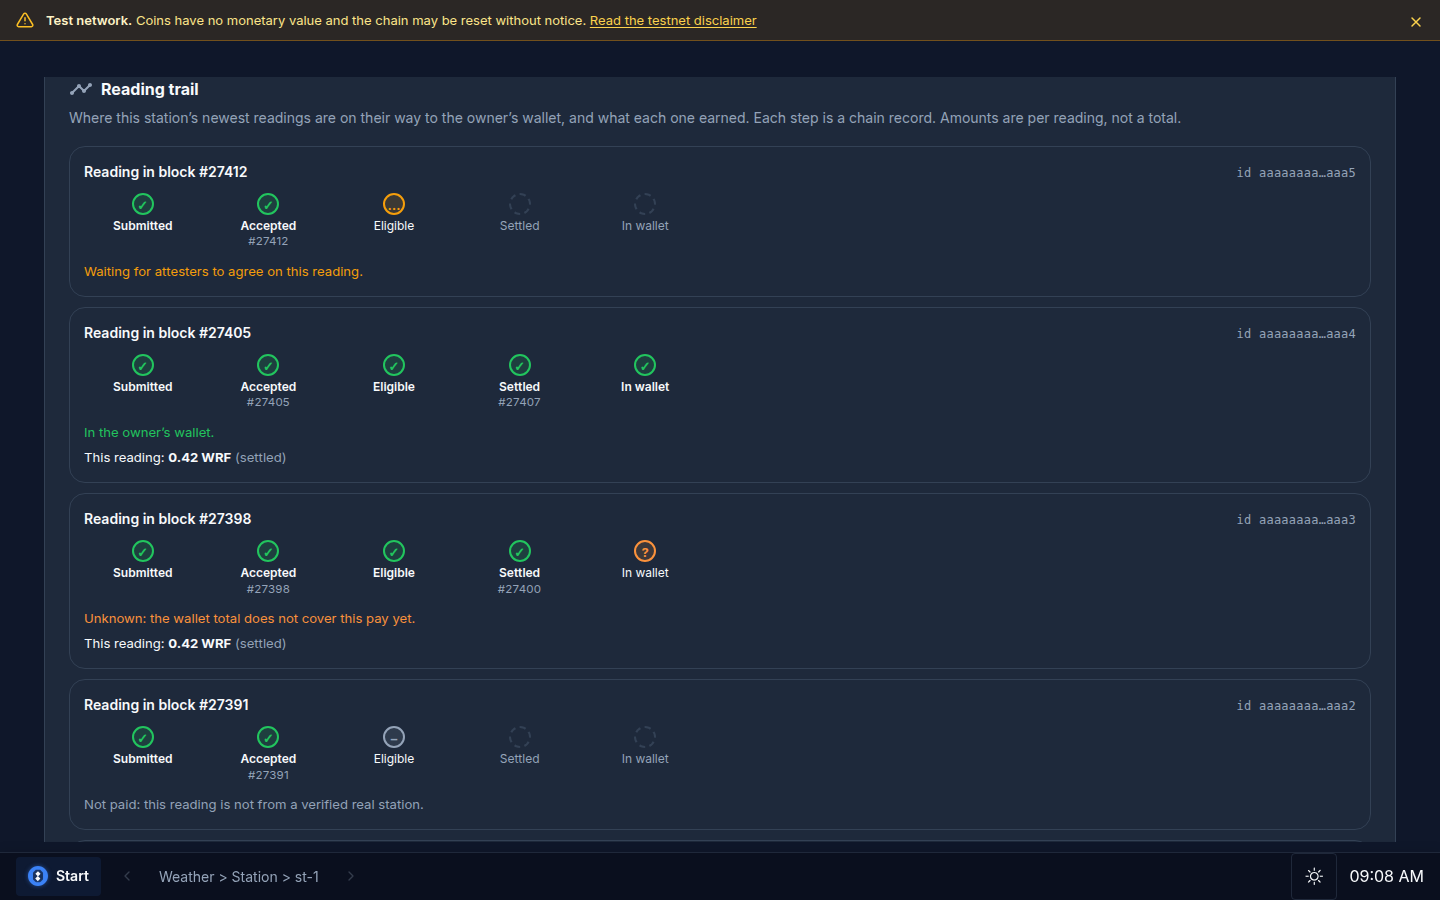 Test network. Coins have no monetary value and the chain may be reset without notice. Read the testnet disclaimer
Reading trail
Where this station’s newest readings are on their way to the owner’s wallet, and what each one earned. Each step is a chain record. Amounts are per reading, not a total.
Reading in block #27412
id aaaaaaaa…aaa5
Submitted Accepted Eligible Settled In wallet
#27412
Waiting for attesters to agree on this reading.
Reading in block #27405
id aaaaaaaa…aaa4
Submitted Accepted Eligible Settled In wallet
#27405 #27407
In the owner’s wallet.
This reading: 0.42 WRF (settled)
Reading in block #27398
id aaaaaaaa…aaa3
?
Submitted Accepted Eligible Settled In wallet
#27398 #27400
Unknown: the wallet total does not cover this pay yet.
This reading: 0.42 WRF (settled)
Reading in block #27391
id aaaaaaaa…aaa2
Submitted Accepted Eligible Settled In wallet
#27391
Not paid: this reading is not from a verified real station.
Start
Weather > Station > st-1
09:08 AM